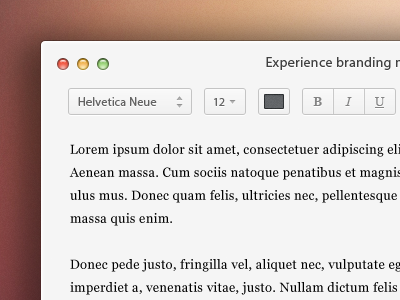 Experience branding
Helvetica Neue 12 B I U
Lorem ipsum dolor sit amet, consectetuer adipiscing
Aenean massa. Cum sociis natoque penatibus et magnis
ulus mus. Donec quam felis, ultricies nec, pellentesque
massa quis enim.
Donec pede justo, fringilla vel, aliquet nec, vulputate
imperdiet a, venenatis vitae, justo. Nullam dictum felis